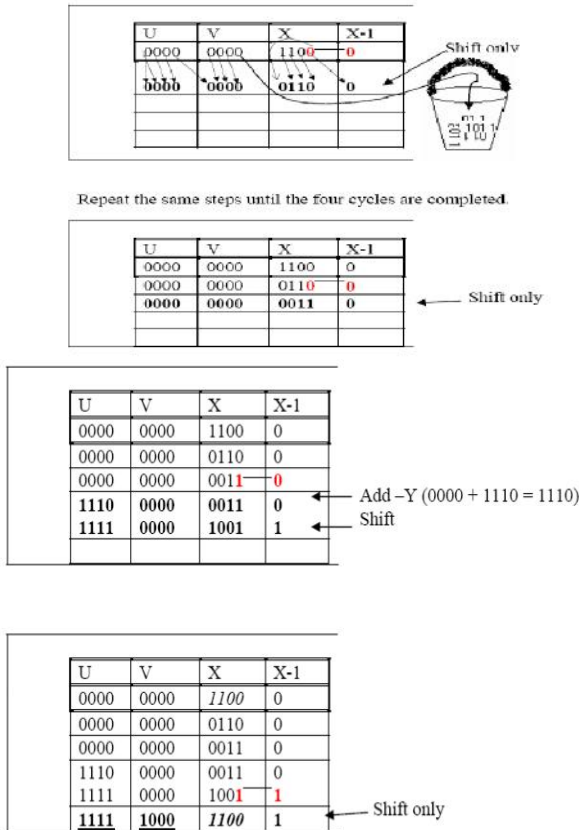 U V X X-1
0000 0000 1100 0
Shift only
0000 0000 0110 0
Repeat the same steps until the four cycles are completed.
U V X X-1
0000 0000 1100 0
0000 0000 0110 0
0000 0000 0011 0
Shift only
U V X X-1
0000 0000 1100 0
0000 0000 0110 0
0000 0000 0011 0
Add –Y (0000 + 1110 = 1110)
1110 0000 0011 0
Shift
1111 0000 1001 1
U V X X-1
0000 0000 1100 0
0000 0000 0110 0
0000 0000 0011 0
1110 0000 0011 0
1111 0000 1001 1
Shift only
1111 1000 1100 1